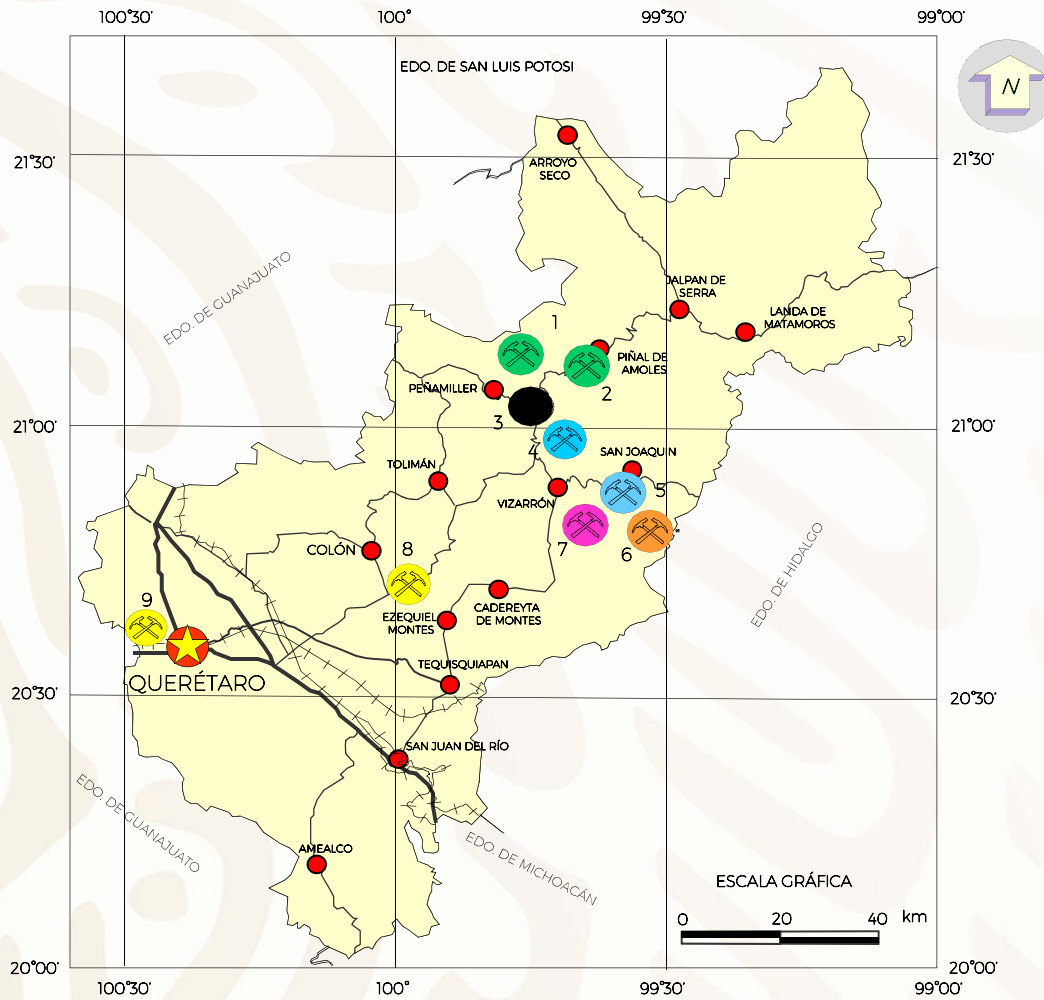 100°30'
100°
99°30'
99°00'
EDO. DE SAN LUIS POTOSI
N
21°30'
21°30'
ARROYO
SECO
EDO. DE GUANAJUATO
JALPAN DE
SERRA
LANDA DE
MATAMOROS
1
PIÑAL DE
AMOLES
PEÑAMILLER
2
3
21°00'
21°00'
4
SAN JOAQUIN
TOLIMÁN
5
VIZARRÓN
7
6
COLÓN
8
EDO. DE HIDALGO
9
CADEREYTA
DE MONTES
EZEQUIEL
MONTES
TEQUISQUIAPAN
QUERÉTARO
20°30'
20°30'
SAN JUAN DEL RÍO
EDO. DE GUANAJUATO
EDO. DE MICHOACÁN
AMEALCO
ESCALA GRÁFICA
0 20 40 km
20°00'
20°00'
100°30'
100°
99°30'
99°00'